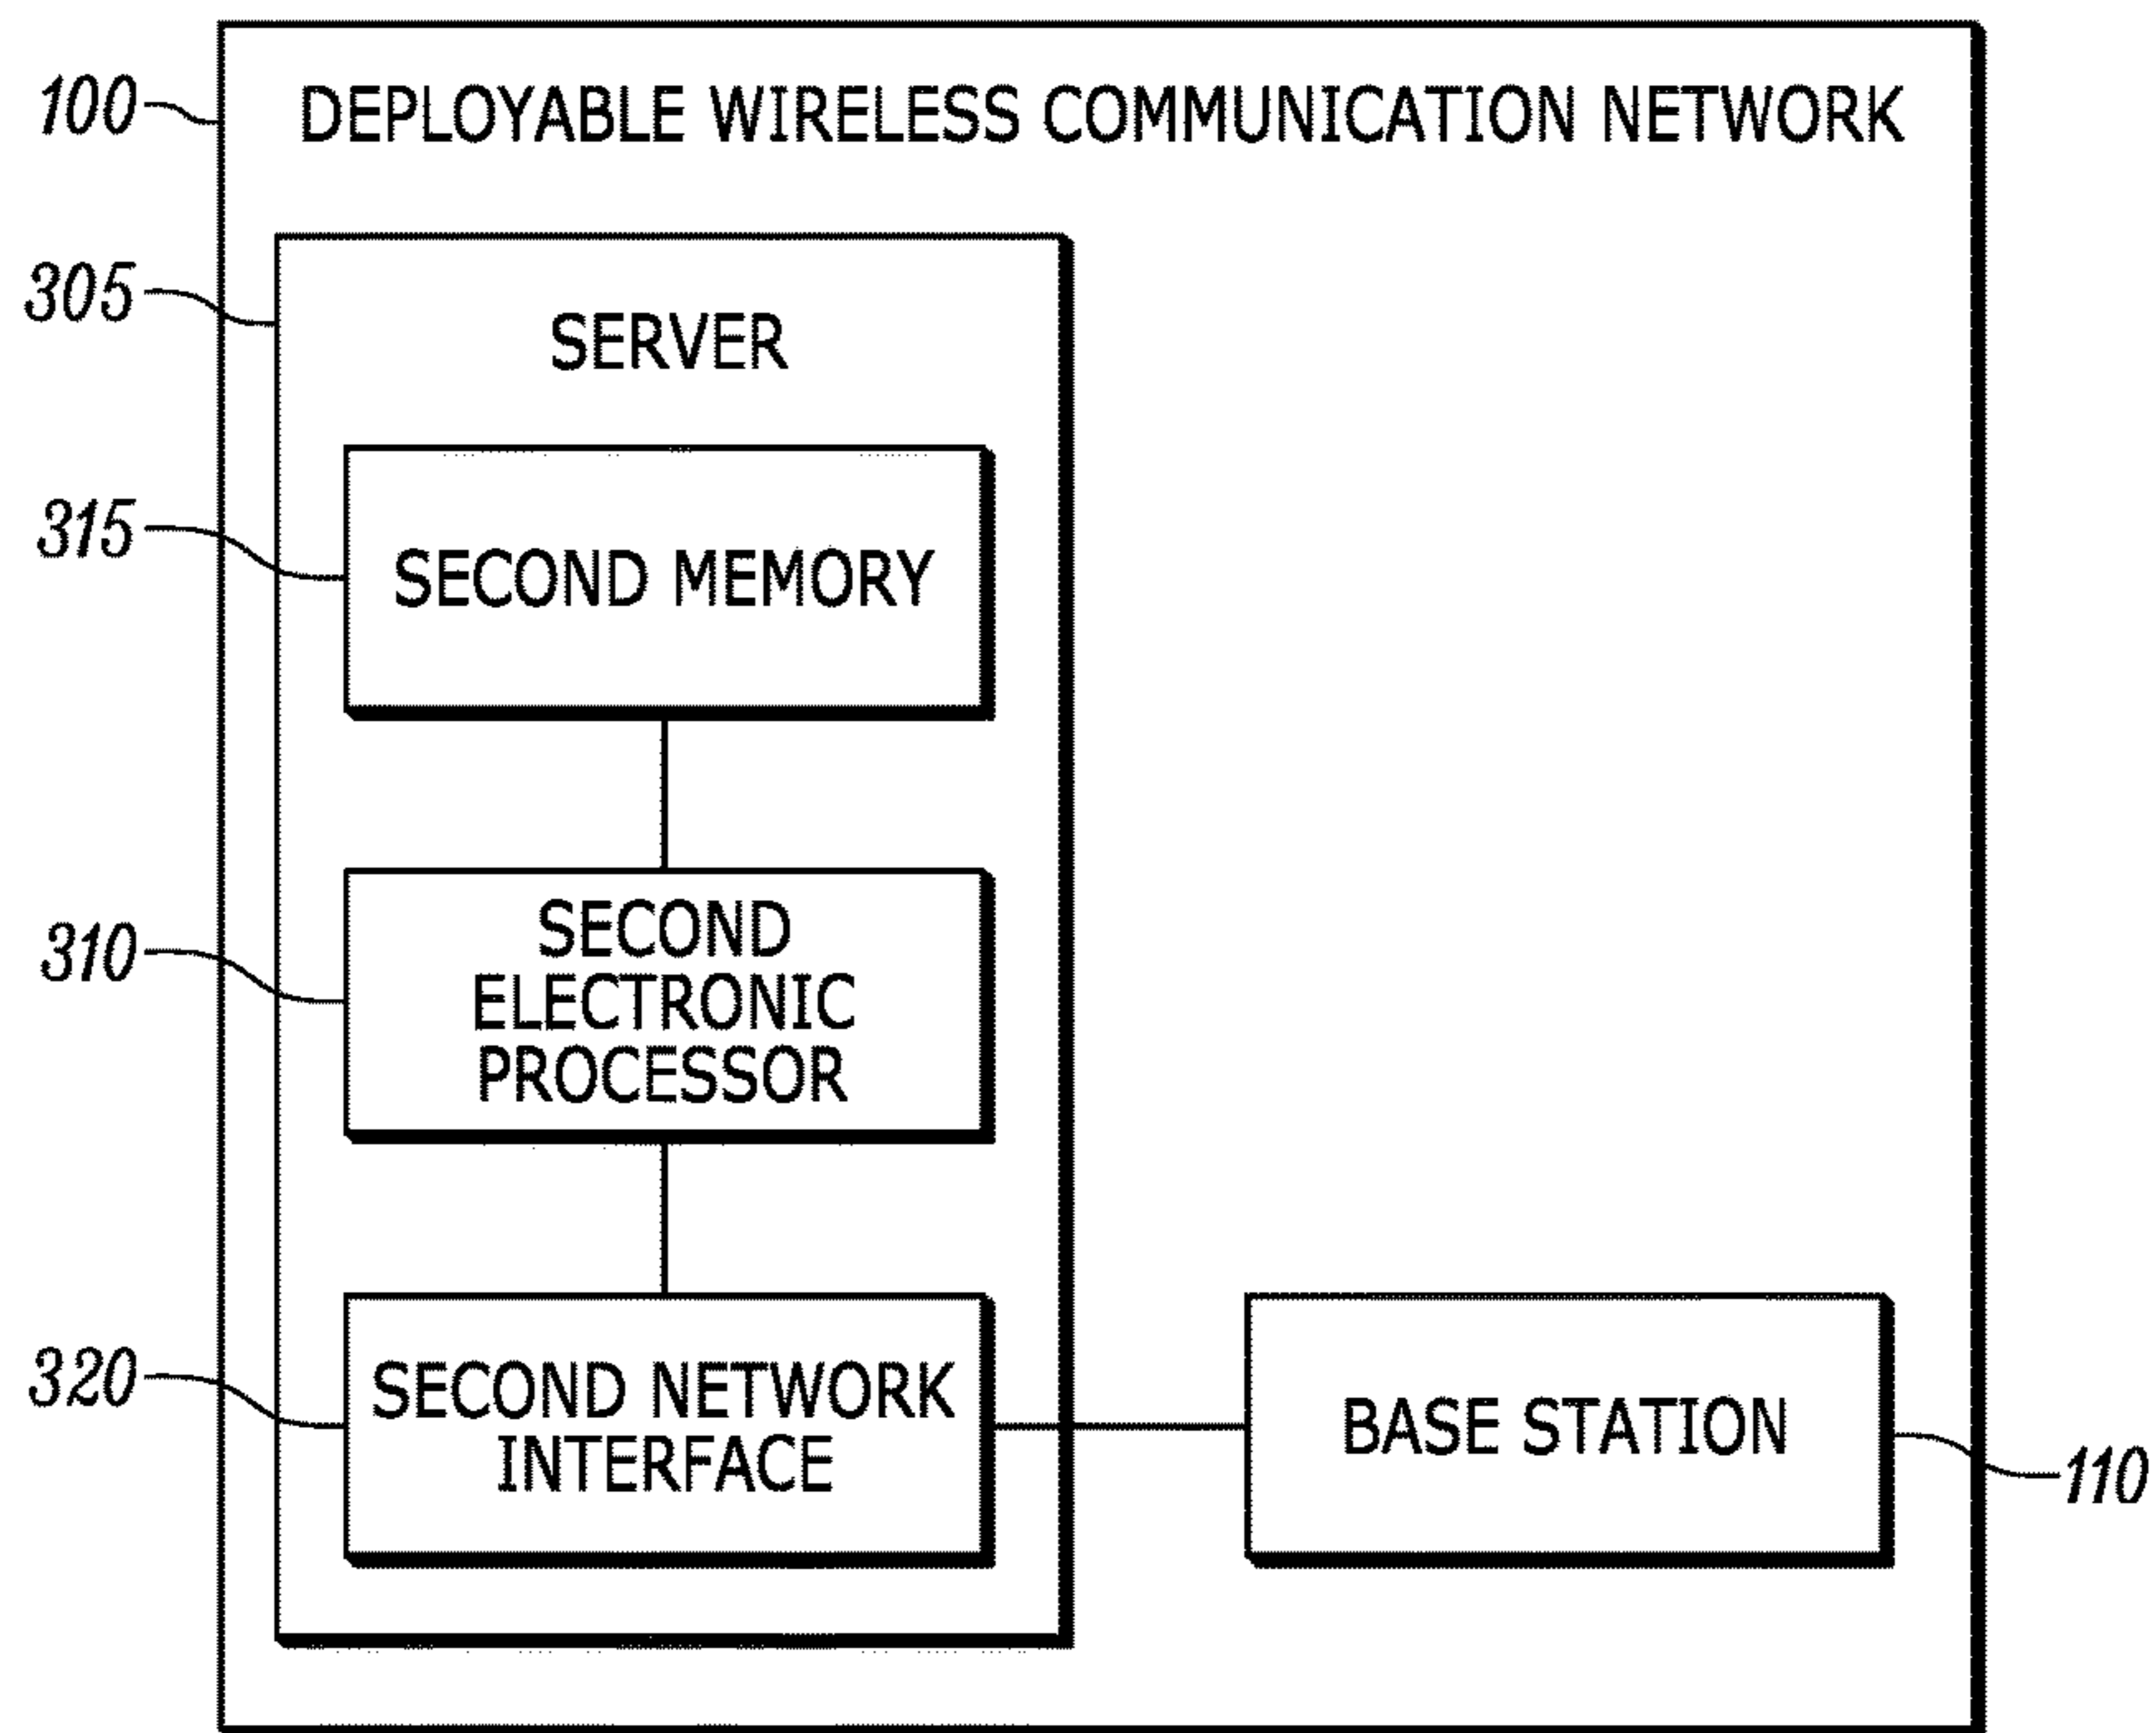 100
DEPLOYABLE WIRELESS COMMUNICATION NETWORK
305
SERVER
315
SECOND MEMORY
310
SECOND
ELECTRONIC
PROCESSOR
320
SECOND NETWORK
INTERFACE
BASE STATION
110